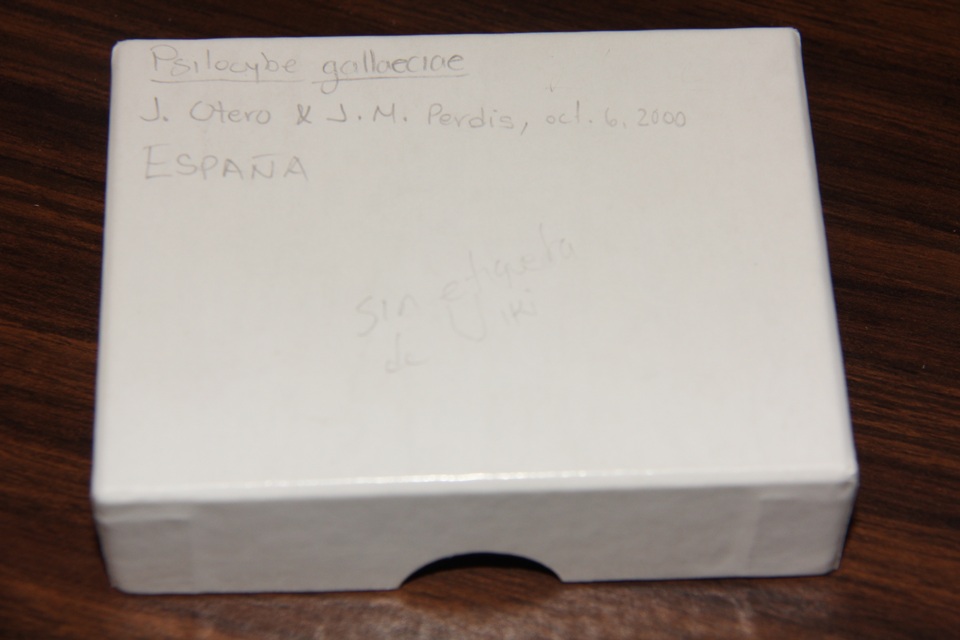 Psilocybe gallaeciae
J. Otero & J.M. Perdis, oct. 6, 2000
ESPAÑA
sin etiqueta
de